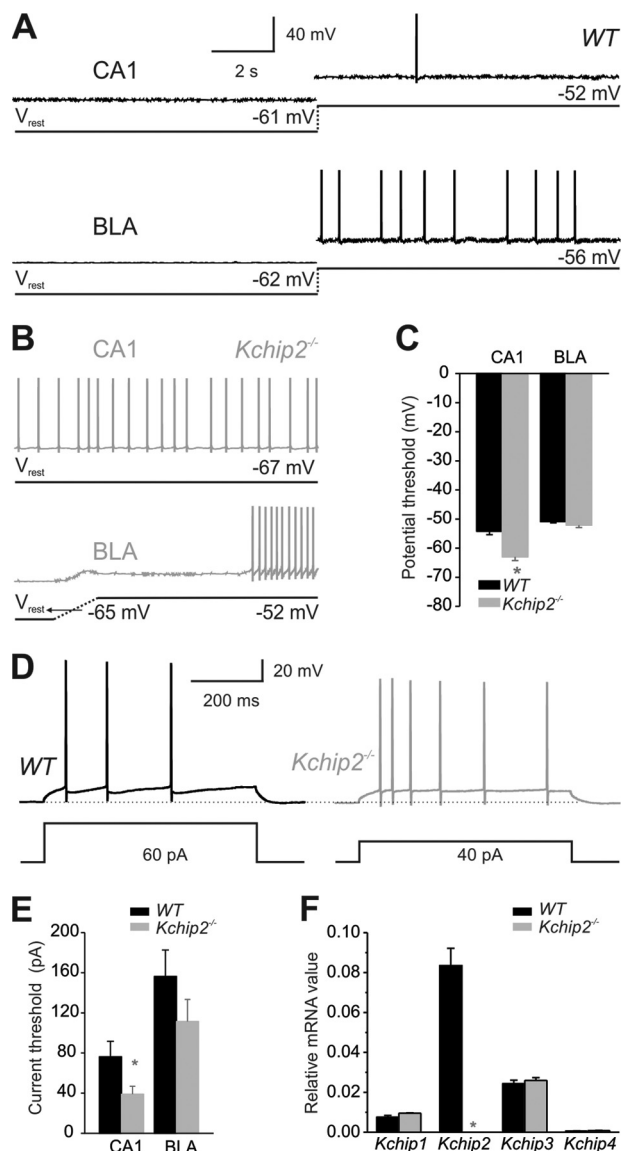 A
40 mV
WT
CA1
2 s
Vrest
-61 mV
-52 mV
BLA
Vrest
-62 mV
-56 mV
B
CA1
Kchip2-/-
Vrest
-67 mV
BLA
Vrest
-65 mV
-52 mV
C
CA1 BLA
0
-10
-20
-30
-40
-50
-60
-70
-80
Potential threshold (mV)
*
WT
Kchip2-/-
D
20 mV
200 ms
WT
Kchip2-/-
60 pA
40 pA
E
WT
Kchip2-/-
200
160
120
80
40
0
Current threshold (pA)
*
CA1 BLA
F
WT
Kchip2-/-
0.10
0.08
0.06
0.04
0.02
0.00
Relative mRNA value
*
Kchip1 Kchip2 Kchip3 Kchip4